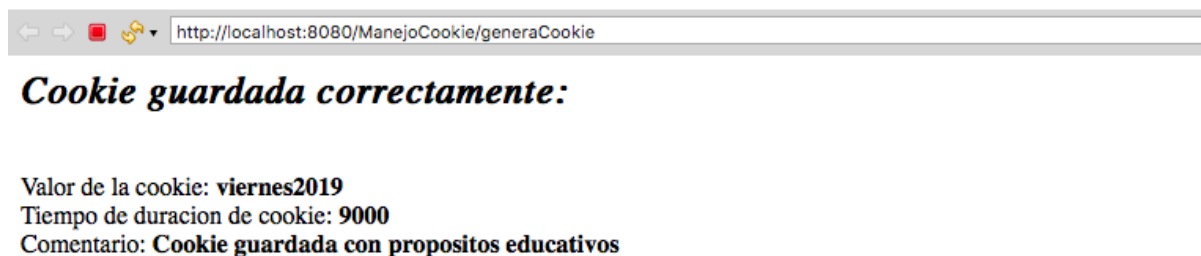 http://localhost:8080/ManejoCookie/generaCookie
Cookie guardada correctamente:
Valor de la cookie: viernes2019
Tiempo de duracion de cookie: 9000
Comentario: Cookie guardada con propositos educativos